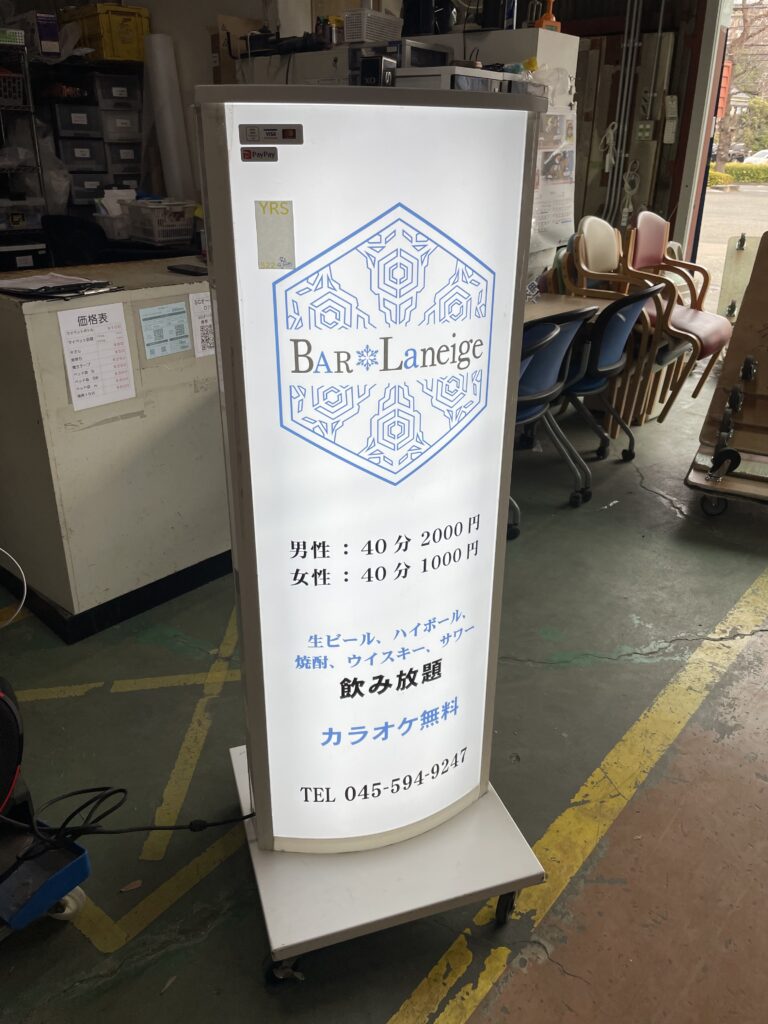 VISA
PayPay
YRS
BAR Laneige
男性 : 40分 2000円
女性 : 40分 1000円
生ビール、ハイボール、
焼酎、ウイスキー、サワー
飲み放題
カラオケ無料
TEL 045-594-9247
価格表